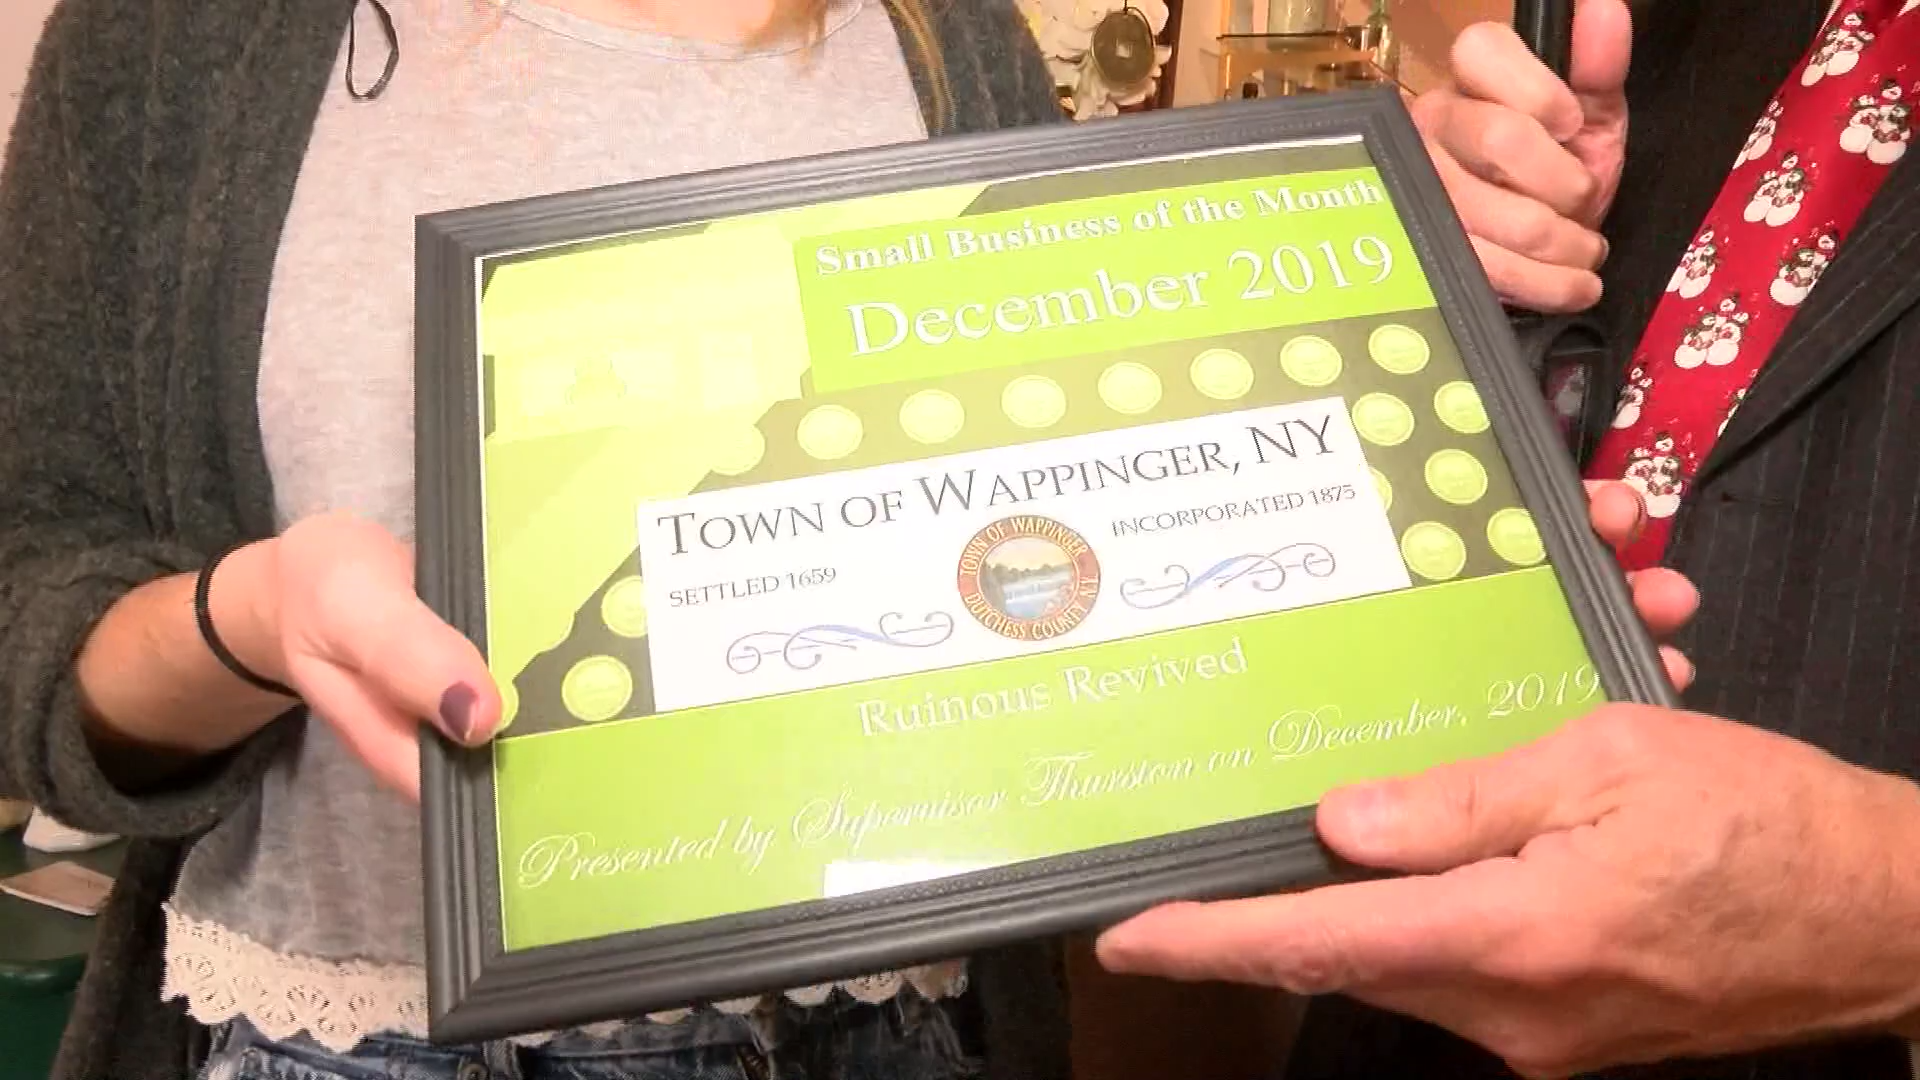 Small Business of the Month
December 2019
TOWN OF WAPPINGER, NY
SETTLED 1659
INCORPORATED 1875
TOWN OF WAPPINGER
DUTCHESS COUNTY N.Y.
Ruinous Revived
Presented by Supervisor Thurston on December, 2019